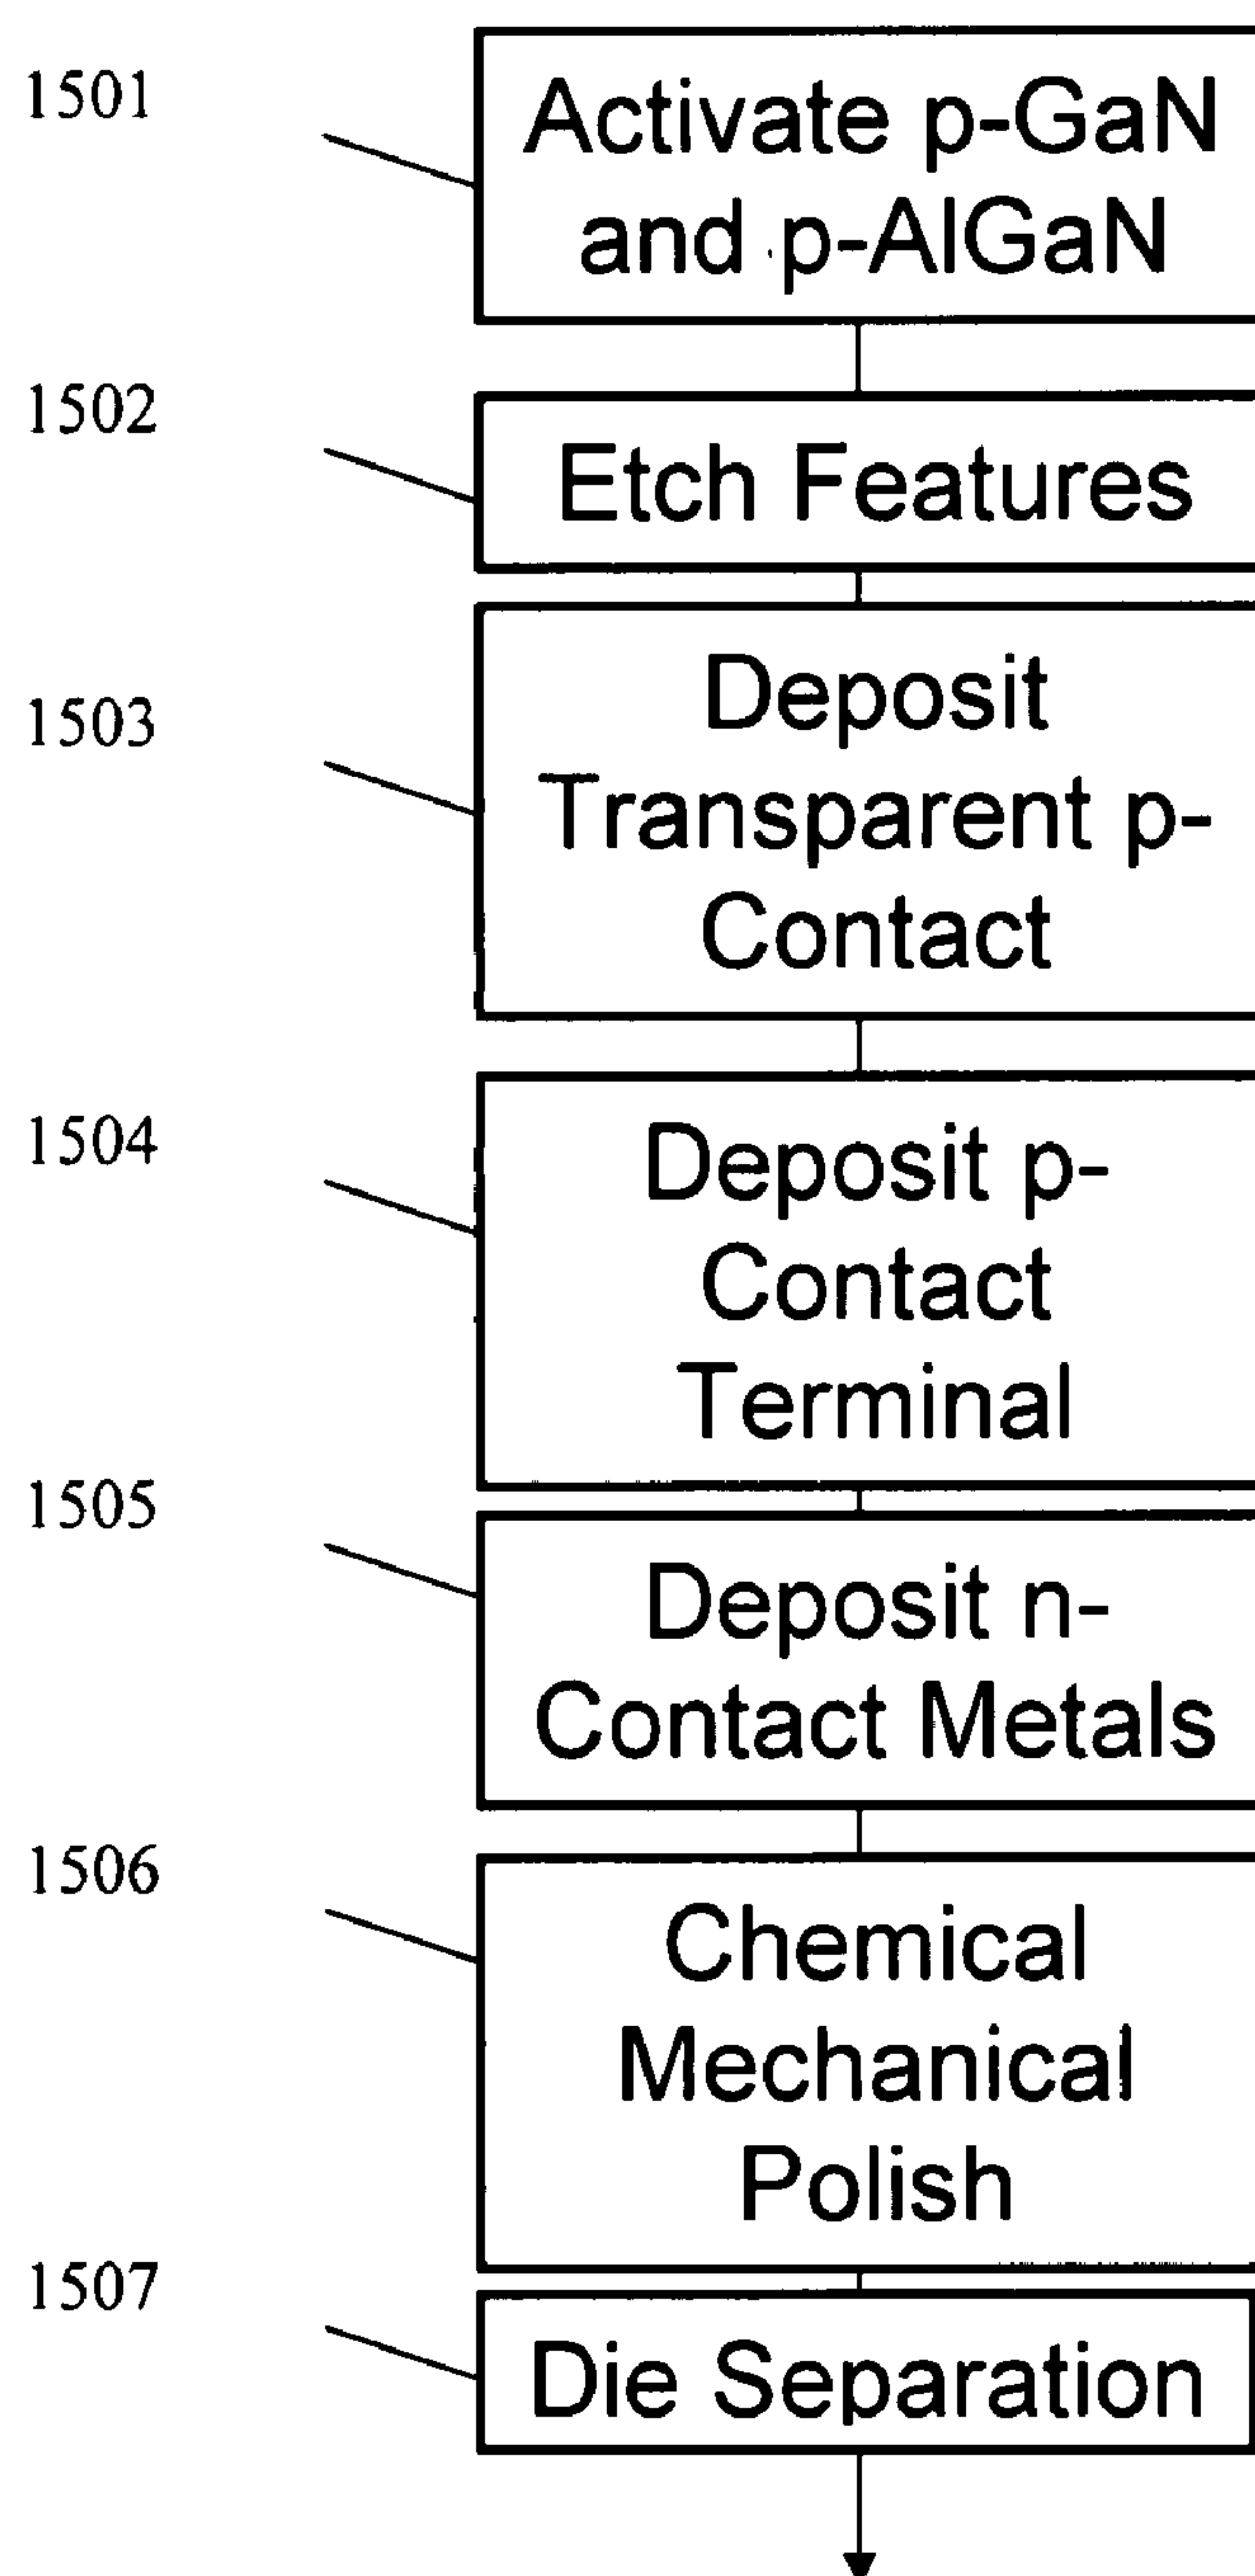 1501
Activate p-GaN
and p-AlGaN
1502
Etch Features
1503
Deposit
Transparent p-
Contact
1504
Deposit p-
Contact
Terminal
1505
Deposit n-
Contact Metals
1506
Chemical
Mechanical
Polish
1507
Die Separation